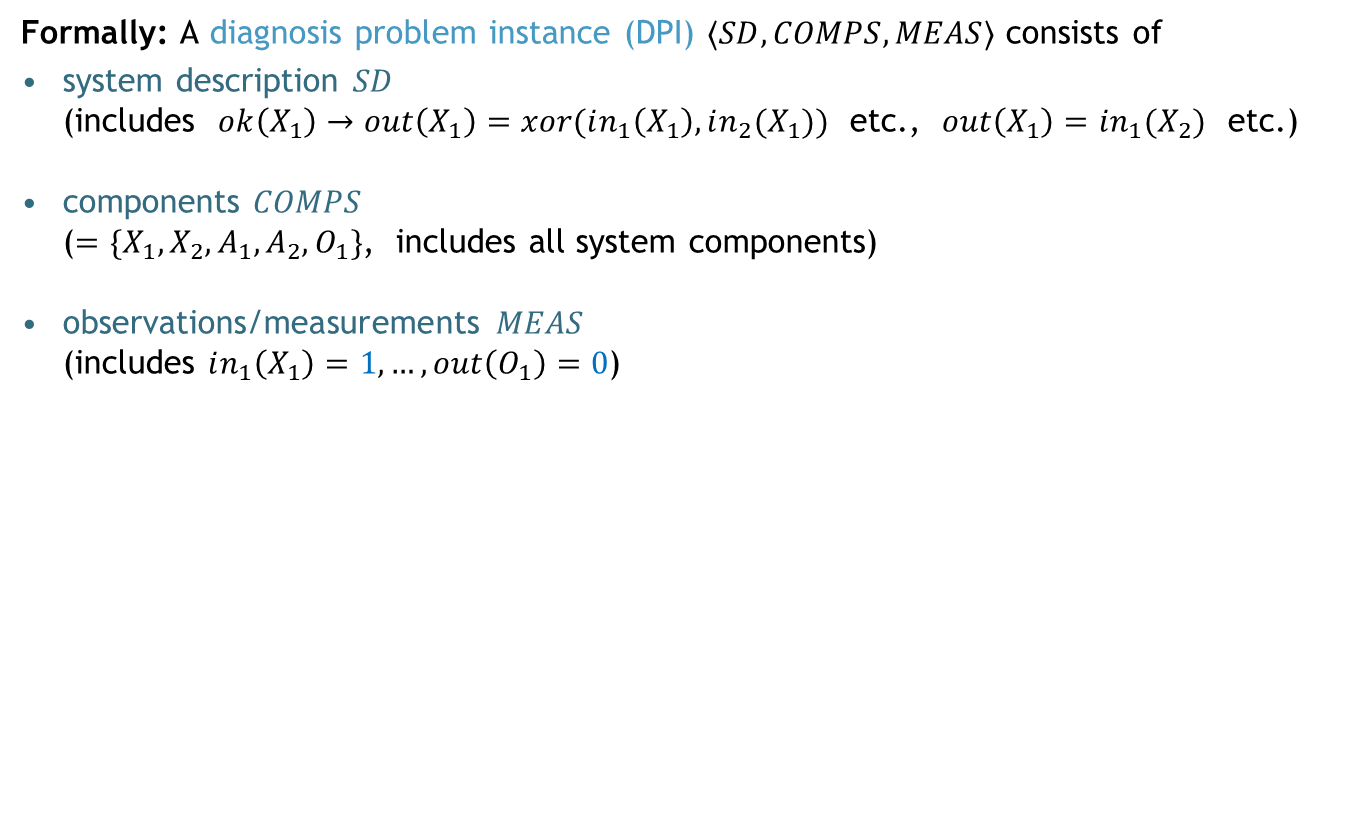 Formally: A diagnosis problem instance (DPI) ⟨SD, COMPS, MEAS⟩ consists of
• system description SD
(includes ok(X₁) → out(X₁) = xor(in₁(X₁), in₂(X₁)) etc., out(X₁) = in₁(X₂) etc.)
• components COMPS
(= {X₁, X₂, A₁, A₂, O₁}, includes all system components)
• observations/measurements MEAS
(includes in₁(X₁) = 1, … , out(O₁) = 0)